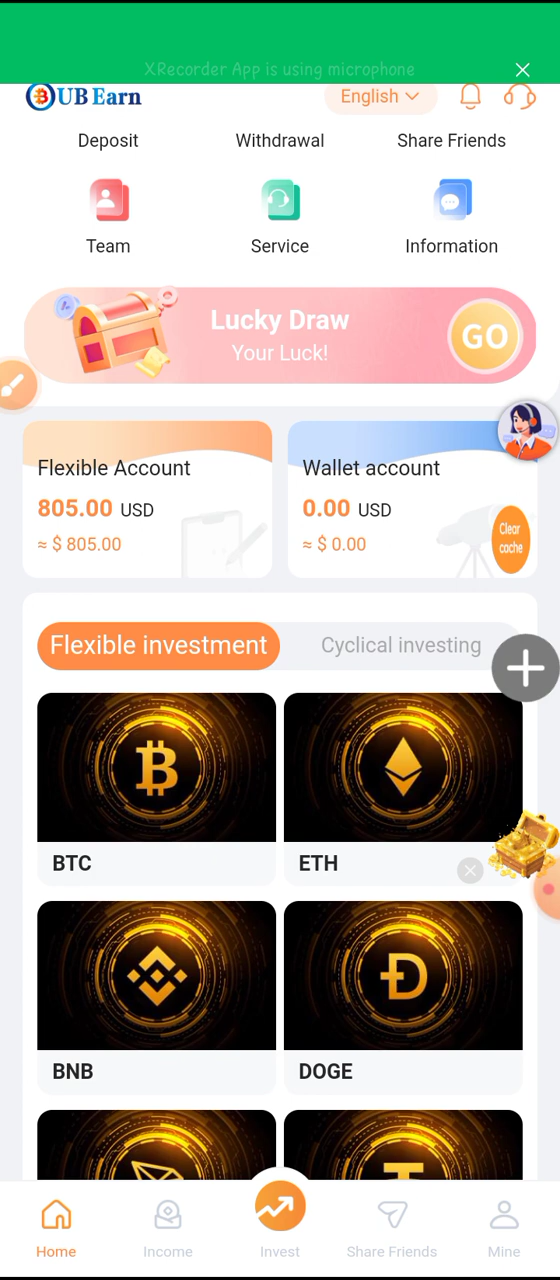 XRecorder App is using microphone
UB Earn
English
Deposit
Withdrawal
Share Friends
Team
Service
Information
Lucky Draw
Your Luck!
GO
Flexible Account
805.00 USD
≈ $ 805.00
Wallet account
0.00 USD
≈ $ 0.00
Clear
cache
Flexible investment
Cyclical investing
BTC
ETH
BNB
DOGE
Home
Income
Invest
Share Friends
Mine